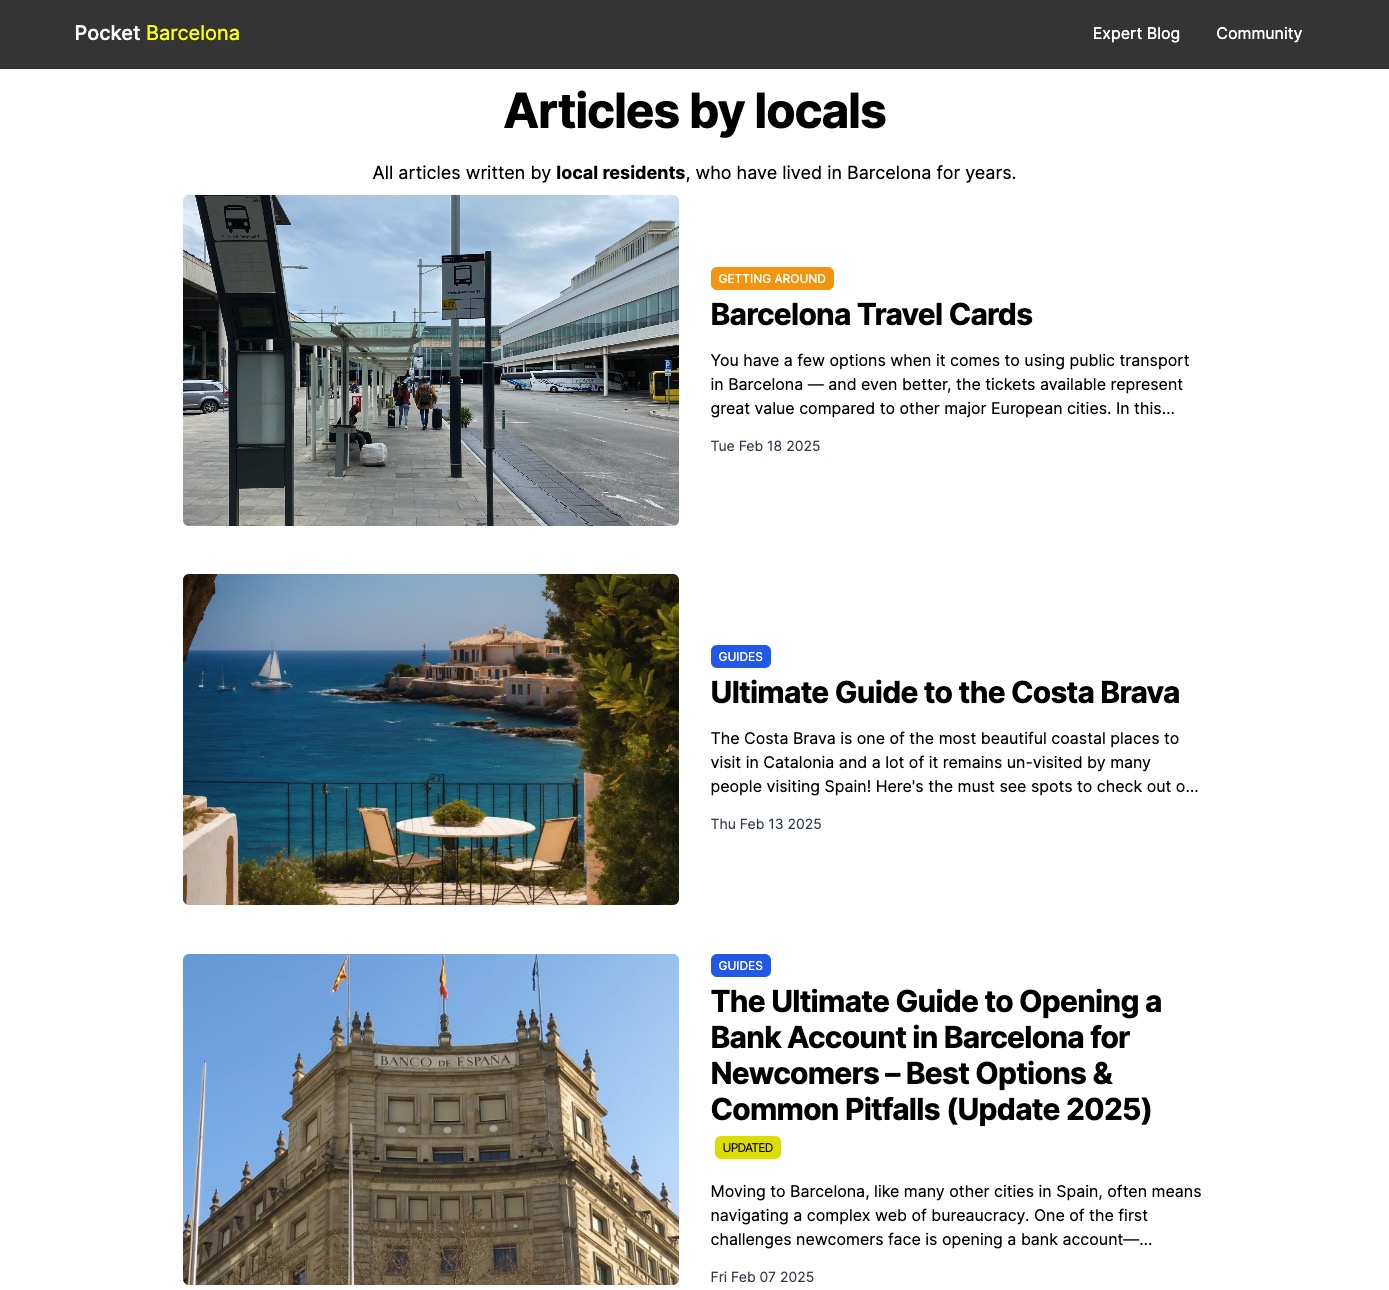 Pocket Barcelona
Expert Blog
Community
Articles by locals
All articles written by local residents, who have lived in Barcelona for years.
GETTING AROUND
Barcelona Travel Cards
You have a few options when it comes to using public transport
in Barcelona — and even better, the tickets available represent
great value compared to other major European cities. In this...
Tue Feb 18 2025
GUIDES
Ultimate Guide to the Costa Brava
The Costa Brava is one of the most beautiful coastal places to
visit in Catalonia and a lot of it remains un-visited by many
people visiting Spain! Here's the must see spots to check out o...
Thu Feb 13 2025
BANCO DE ESPAÑA
GUIDES
The Ultimate Guide to Opening a
Bank Account in Barcelona for
Newcomers – Best Options &
Common Pitfalls (Update 2025)
UPDATED
Moving to Barcelona, like many other cities in Spain, often means
navigating a complex web of bureaucracy. One of the first
challenges newcomers face is opening a bank account—...
Fri Feb 07 2025